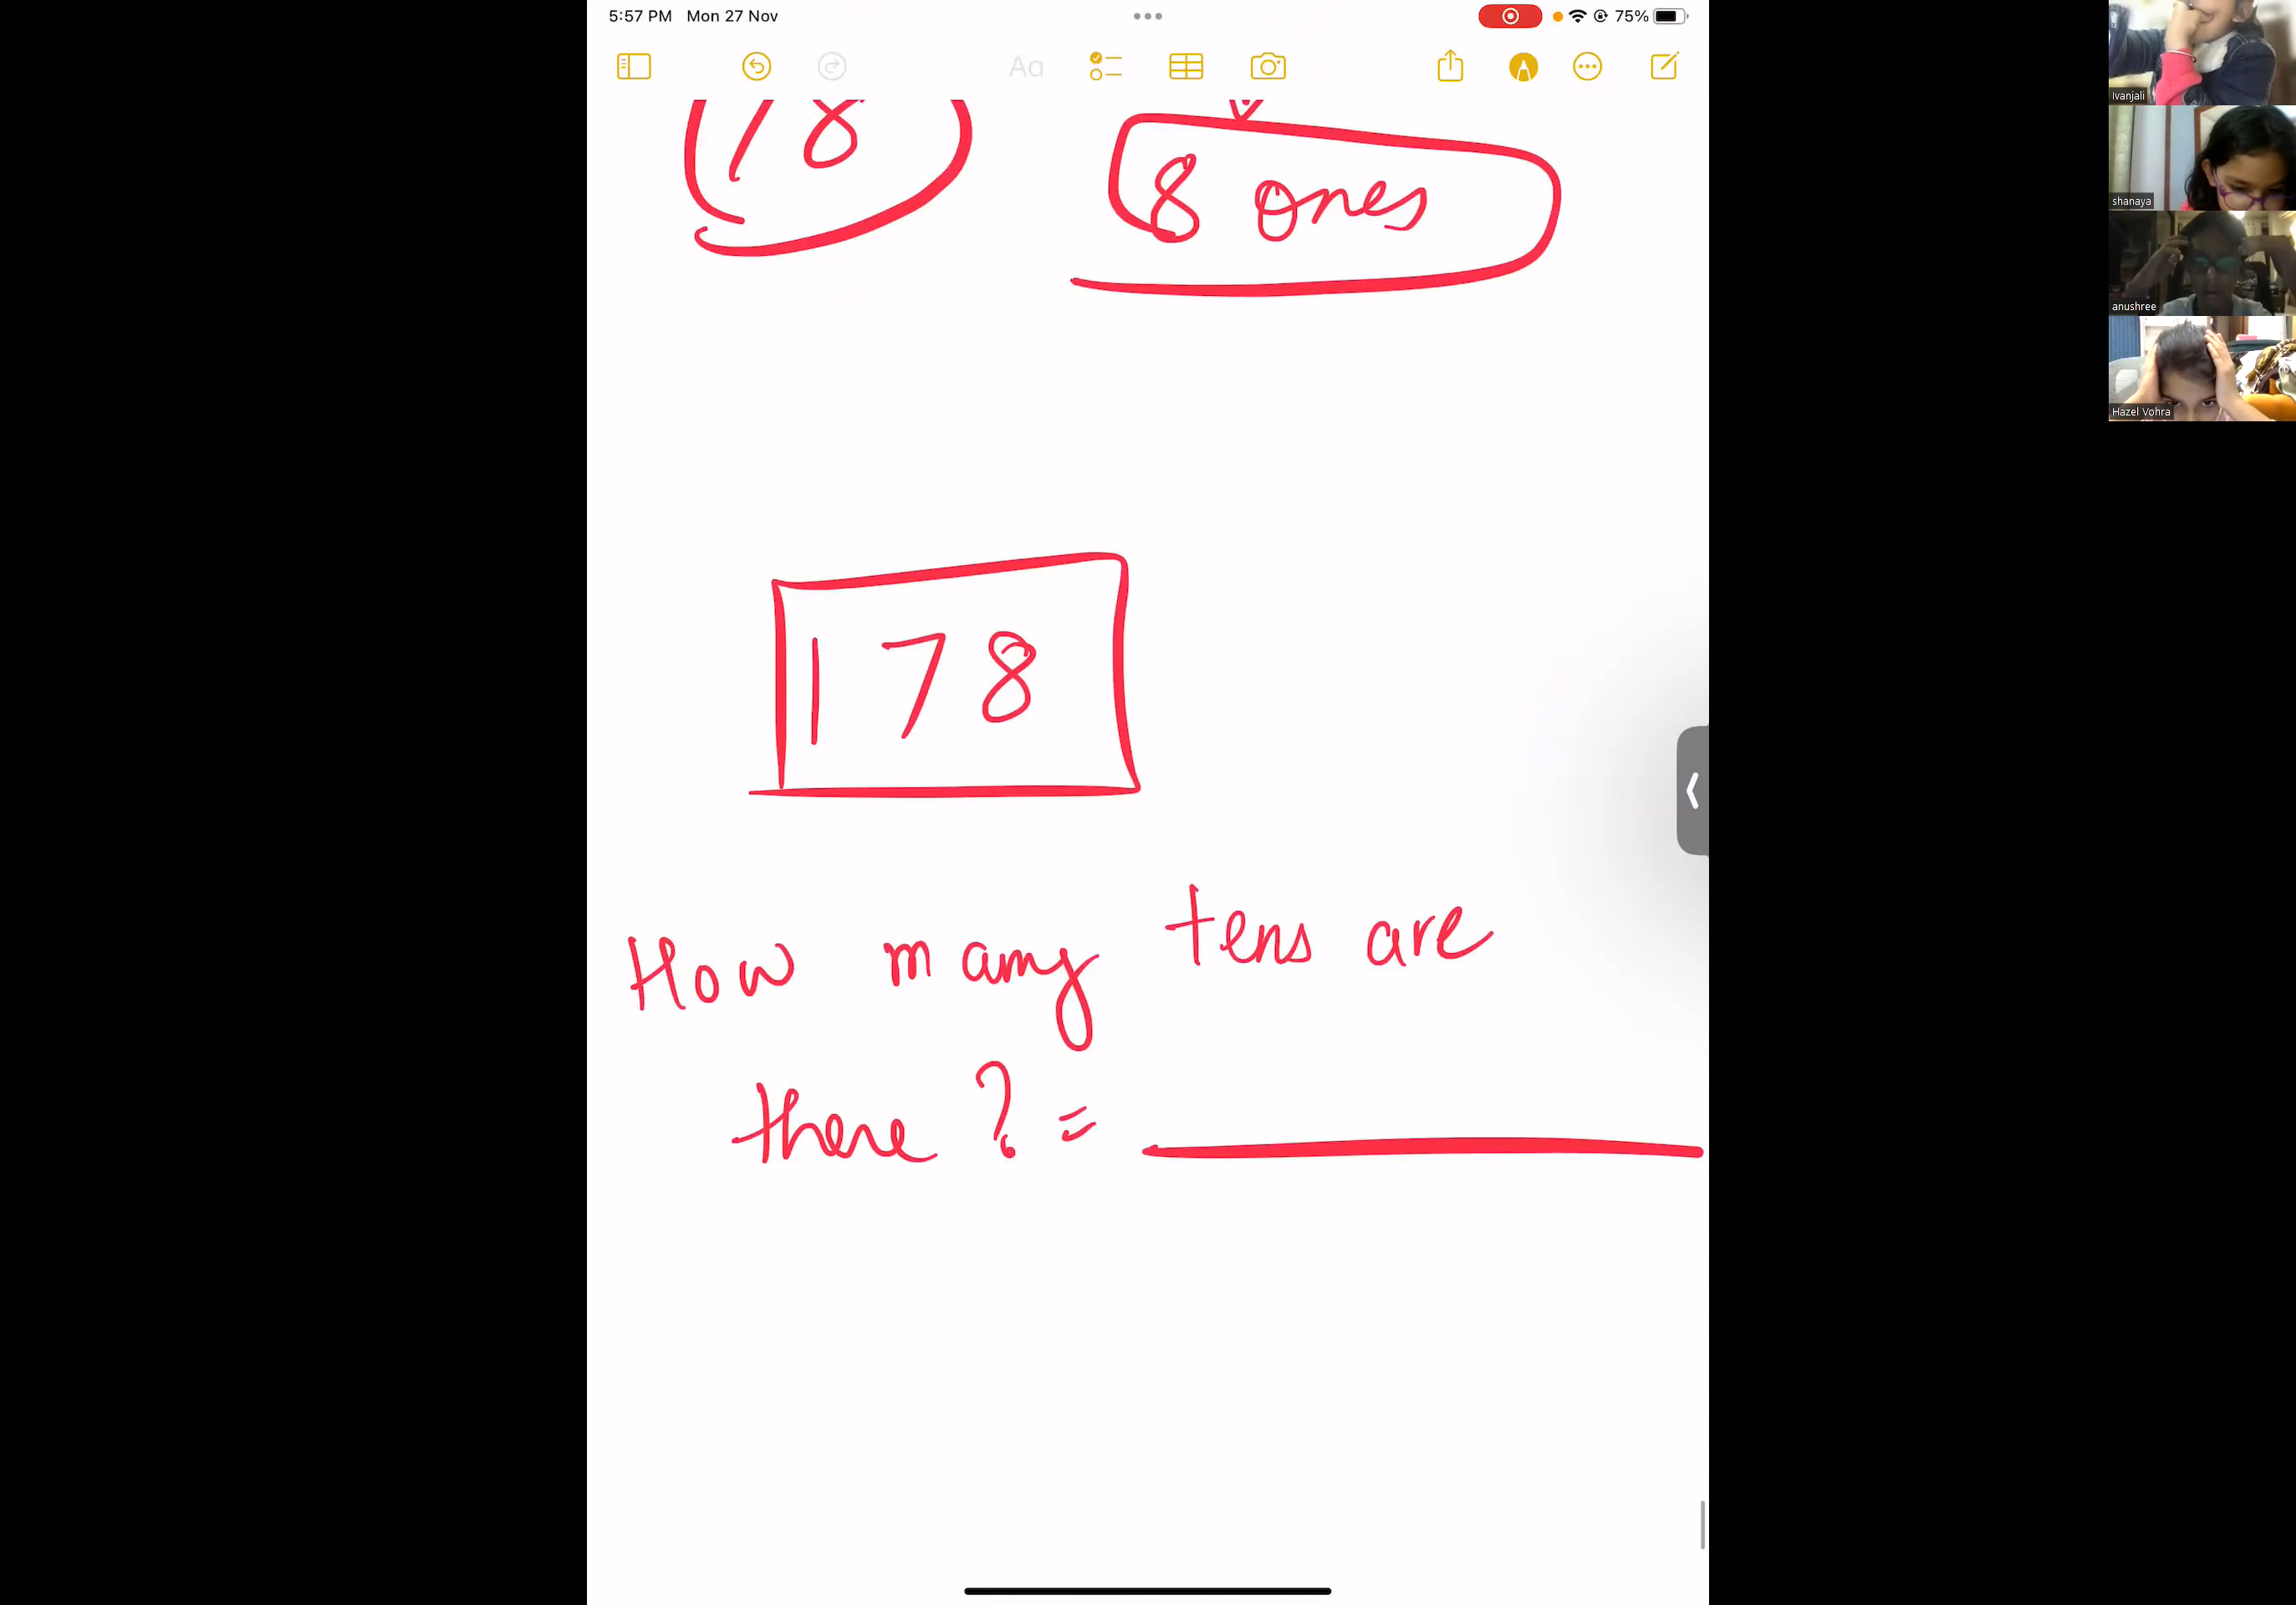 5:57 PM Mon 27 Nov
75%
Aa
78
8 ones
178
How many tens are
there ? =
Ivanjali
shanaya
anushree
Hazel Vohra